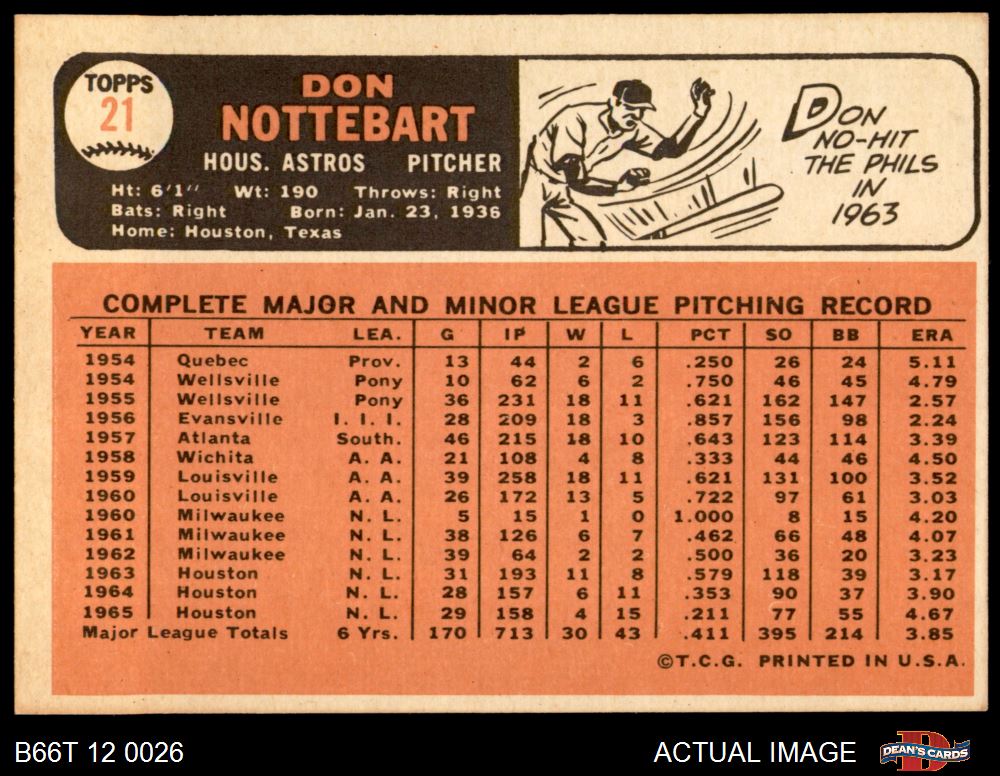 TOPPS
21
DON
NOTTEBART
HOUS. ASTROS PITCHER
Ht: 6'1" Wt: 190 Throws: Right
Bats: Right Born: Jan. 23, 1936
Home: Houston, Texas
DON
NO-HIT
THE PHILS
IN
1963
COMPLETE MAJOR AND MINOR LEAGUE PITCHING RECORD
YEAR TEAM LEA. G IP W L PCT SO BB ERA
1954 Quebec Prov. 13 44 2 6 .250 26 24 5.11
1954 Wellsville Pony 10 62 6 2 .750 46 45 4.79
1955 Wellsville Pony 36 231 18 11 .621 162 147 2.57
1956 Evansville I. I. I. 28 209 18 3 .857 156 98 2.24
1957 Atlanta South. 46 215 18 10 .643 123 114 3.39
1958 Wichita A. A. 21 108 4 8 .333 44 46 4.50
1959 Louisville A. A. 39 258 18 11 .621 131 100 3.52
1960 Louisville A. A. 26 172 13 5 .722 97 61 3.03
1960 Milwaukee N. L. 5 15 1 0 1.000 8 15 4.20
1961 Milwaukee N. L. 38 126 6 7 .462 66 48 4.07
1962 Milwaukee N. L. 39 64 2 2 .500 36 20 3.23
1963 Houston N. L. 31 193 11 8 .579 118 39 3.17
1964 Houston N. L. 28 157 6 11 .353 90 37 3.90
1965 Houston N. L. 29 158 4 15 .211 77 55 4.67
Major League Totals 6 Yrs. 170 713 30 43 .411 395 214 3.85
©T.C.G. PRINTED IN U.S.A.
B66T 12 0026
ACTUAL IMAGE
DEAN'S CARDS